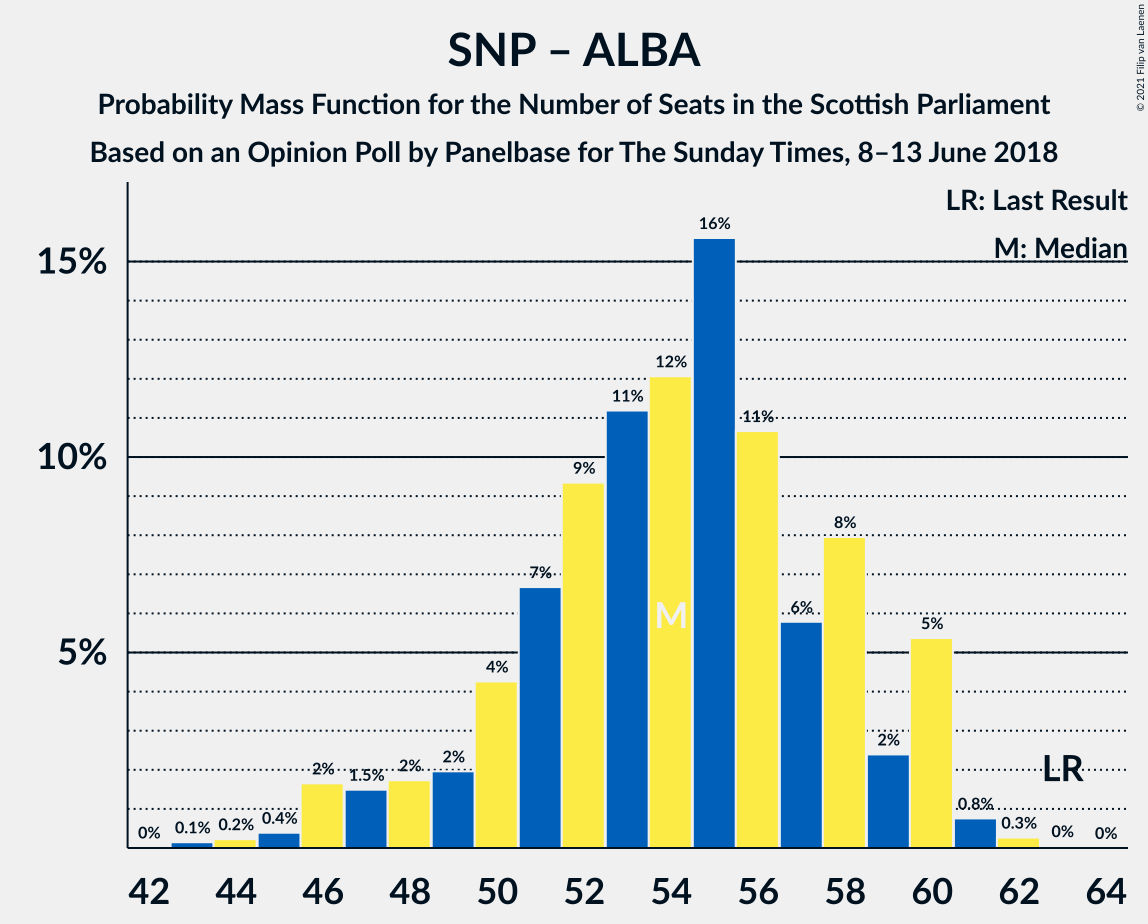 SNP – ALBA
Probability Mass Function for the Number of Seats in the Scottish Parliament
Based on an Opinion Poll by Panelbase for The Sunday Times, 8–13 June 2018
© 2021 Filip van Laenen
LR: Last Result
M: Median
15%
10%
5%
0%
0.1%
0.2%
0.4%
2%
1.5%
2%
2%
4%
7%
9%
11%
12%
16%
11%
6%
8%
2%
5%
0.8%
0.3%
0%
0%
M
LR
42 44 46 48 50 52 54 56 58 60 62 64